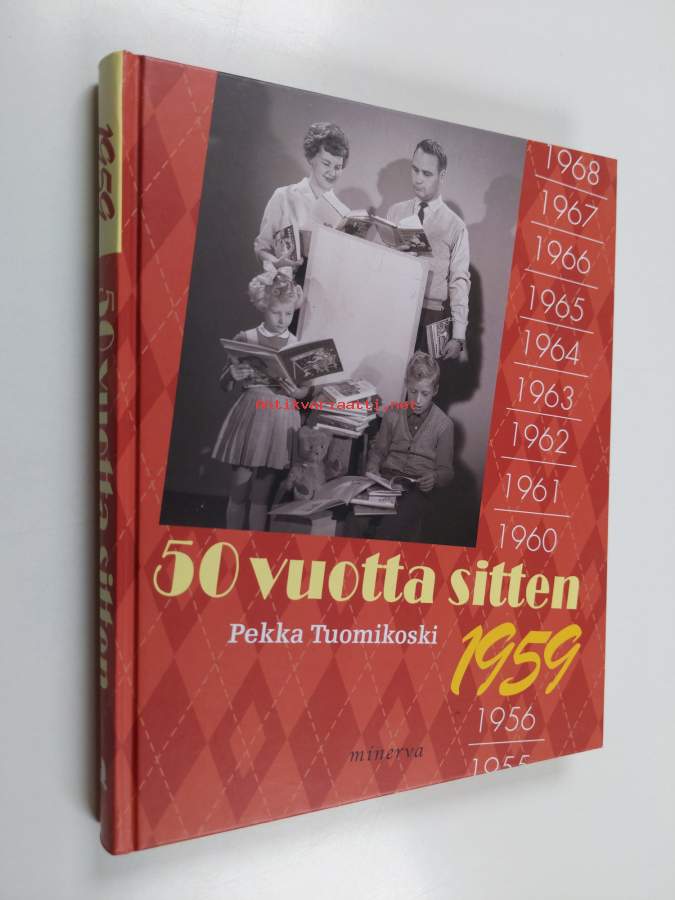 1959
50 vuotta sitten
1968
1967
1966
1965
1964
1963
1962
1961
1960
antikvariaatti.net
50 vuotta sitten
Pekka Tuomikoski
1959
1956
1955
minerva